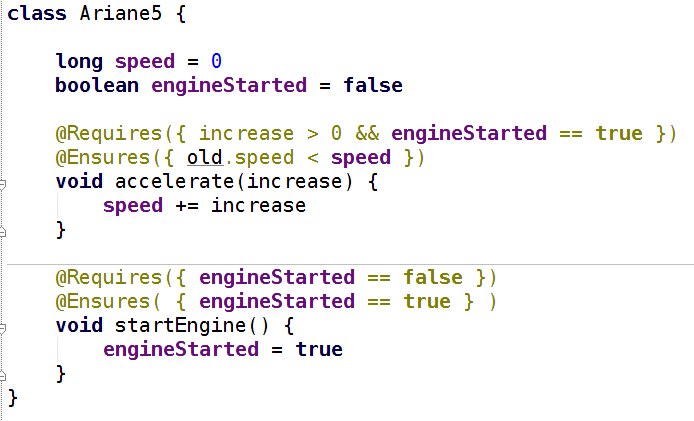 class Ariane5 {
    long speed = 0
    boolean engineStarted = false
    @Requires({ increase > 0 && engineStarted == true })
    @Ensures({ old.speed < speed })
    void accelerate(increase) {
        speed += increase
    }
    @Requires({ engineStarted == false })
    @Ensures( { engineStarted == true } )
    void startEngine() {
        engineStarted = true
    }
}